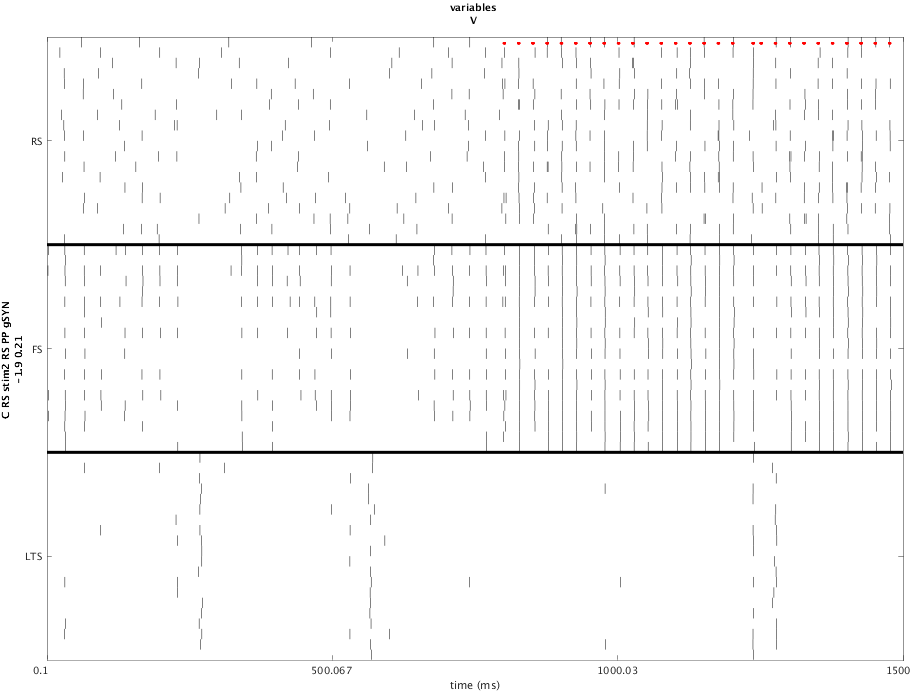 variables
V
RS
FS
LTS
C RS stim2 RS PP gSYN
-1.9 0.21
0.1
500.067
1000.03
1500
time (ms)